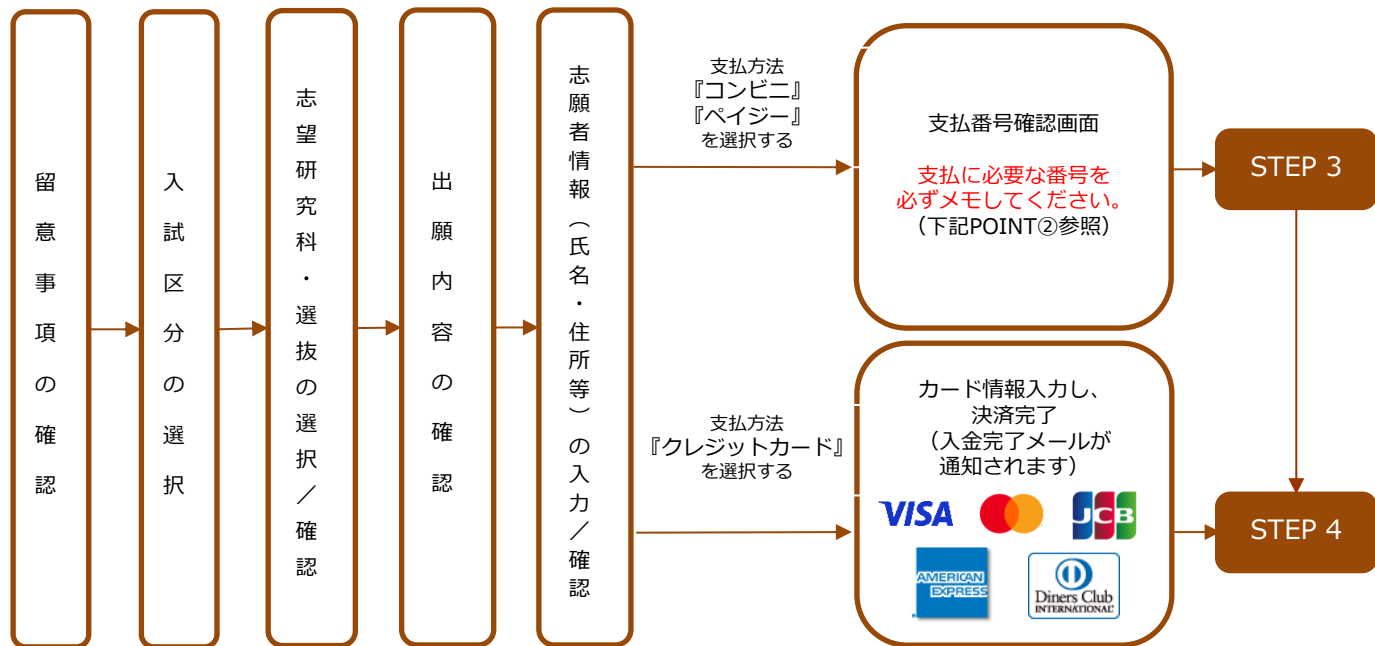 留意事項の確認
入試区分の選択
志望研究科・選抜の選択／確認
出願内容の確認
志願者情報（氏名・住所等）の入力／確認
支払方法
『コンビニ』
『ペイジー』
を選択する
支払番号確認画面
支払に必要な番号を
必ずメモしてください。
（下記POINT②参照）
STEP 3
支払方法
『クレジットカード』
を選択する
カード情報入力し、
決済完了
（入金完了メールが
通知されます）
VISA
JCB
AMERICAN
EXPRESS
Diners Club
INTERNATIONAL
STEP 4